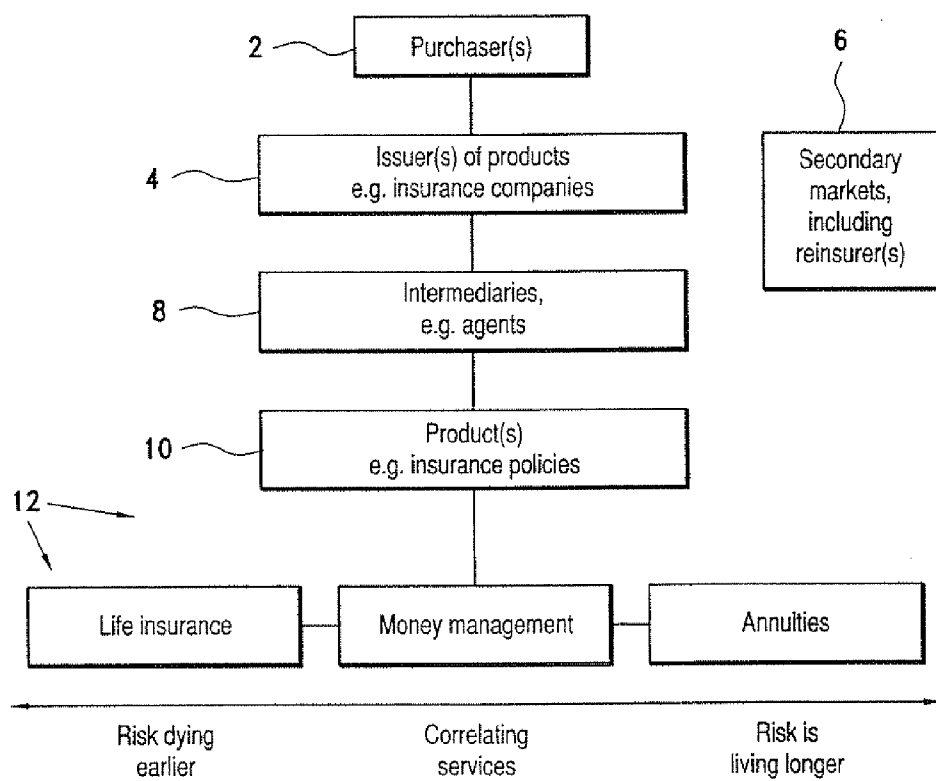 2
Purchaser(s)
6
4
Issuer(s) of products
e.g. insurance companies
Secondary
markets,
including
reinsurer(s)
8
Intermediaries,
e.g. agents
10
Product(s)
e.g. insurance policies
12
Life insurance
Money management
Annuities
Risk dying
earlier
Correlating
services
Risk is
living longer